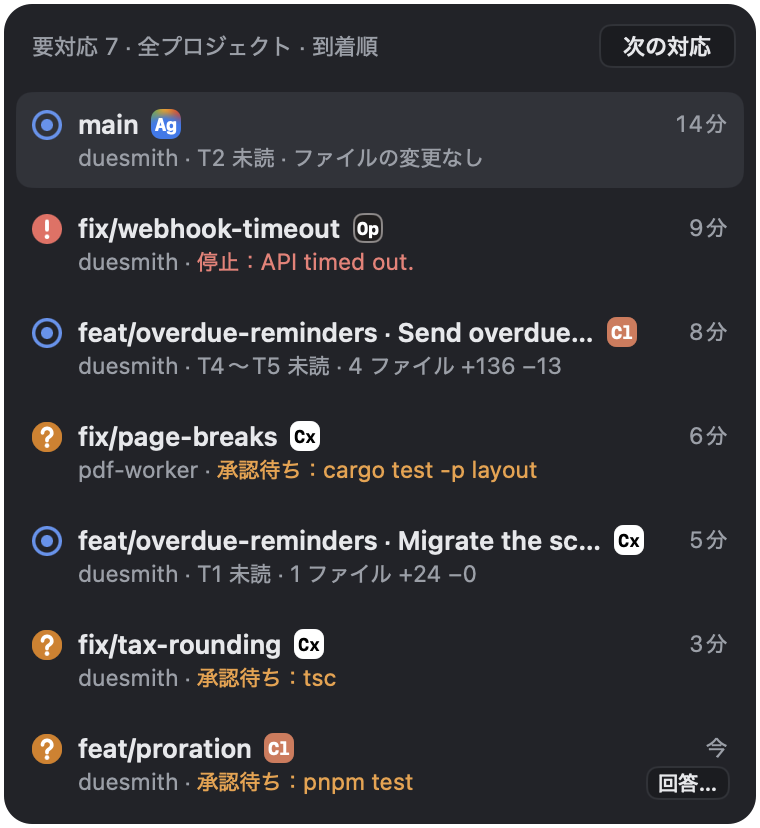 要対応 7 · 全プロジェクト · 到着順
次の対応
main Ag 14分
duesmith · T2 未読 · ファイルの変更なし
fix/webhook-timeout Op 9分
duesmith · 停止：API timed out.
feat/overdue-reminders · Send overdue... Cl 8分
duesmith · T4〜T5 未読 · 4 ファイル +136 −13
fix/page-breaks Cx 6分
pdf-worker · 承認待ち：cargo test -p layout
feat/overdue-reminders · Migrate the sc... Cx 5分
duesmith · T1 未読 · 1 ファイル +24 −0
fix/tax-rounding Cx 3分
duesmith · 承認待ち：tsc
feat/proration Cl 今
duesmith · 承認待ち：pnpm test
回答...